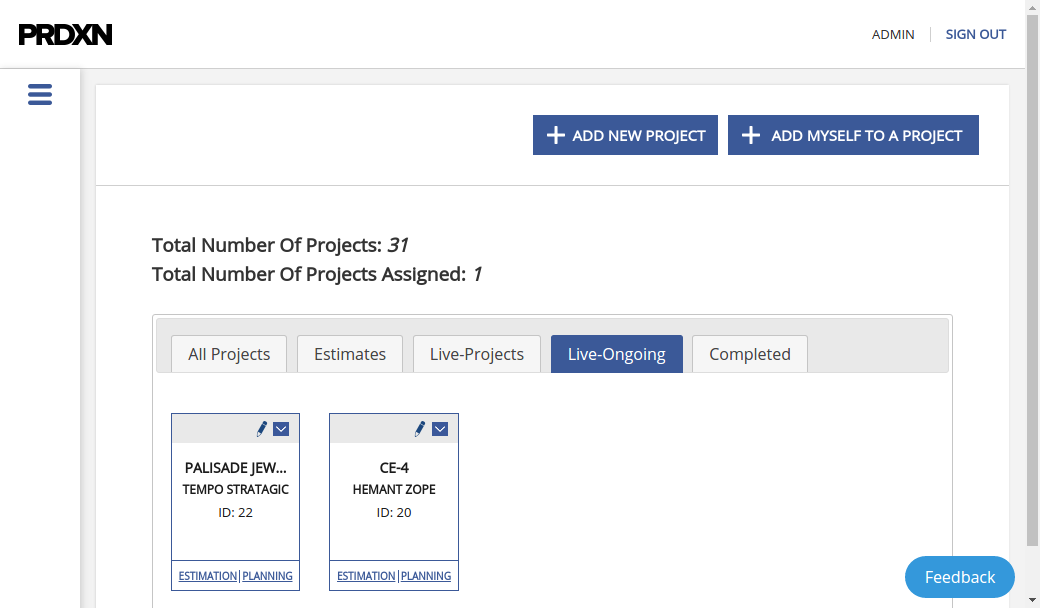 PRDXN
ADMIN SIGN OUT
ADD NEW PROJECT ADD MYSELF TO A PROJECT
Total Number Of Projects: 31
Total Number Of Projects Assigned: 1
All Projects Estimates Live-Projects Live-Ongoing Completed
PALISADE JEW...
TEMPO STRATAGIC
ID: 22
ESTIMATION|PLANNING
CE-4
HEMANT ZOPE
ID: 20
ESTIMATION|PLANNING
Feedback